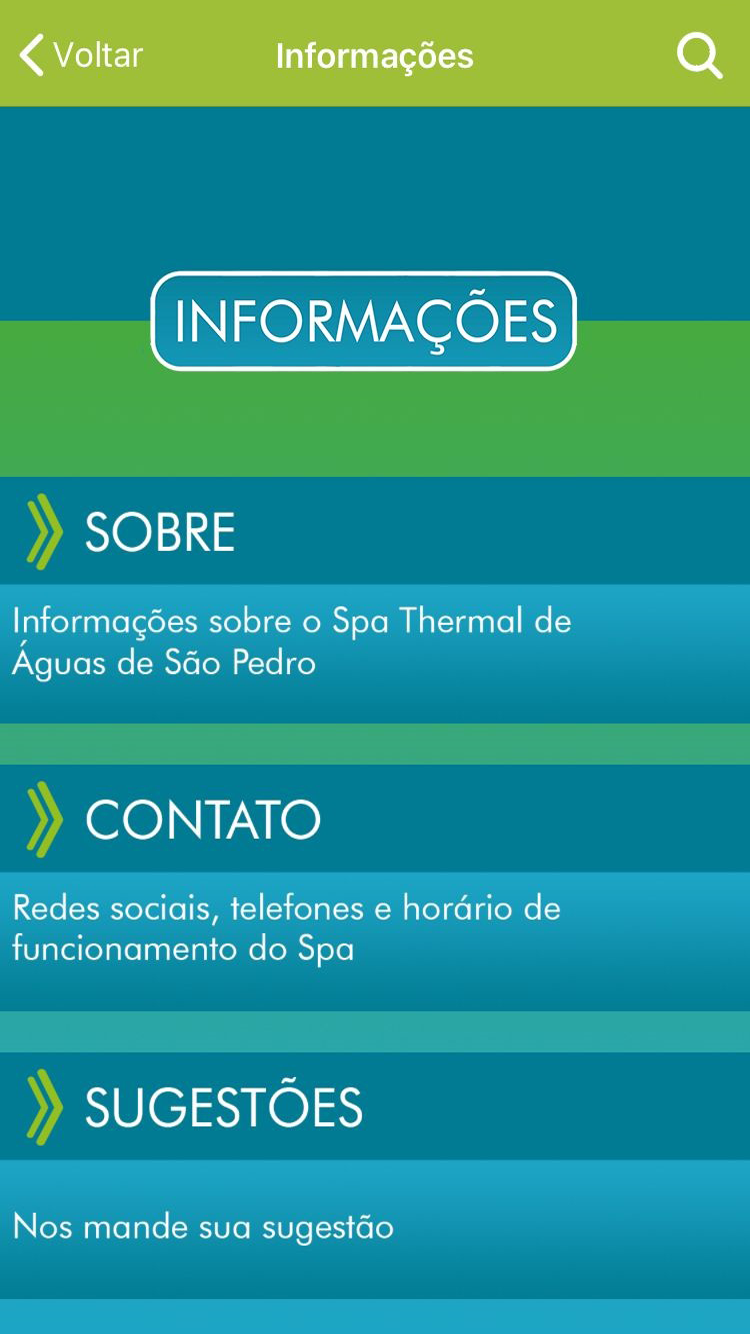 Voltar
Informações
INFORMAÇÕES
SOBRE
Informações sobre o Spa Thermal de
Águas de São Pedro
CONTATO
Redes sociais, telefones e horário de
funcionamento do Spa
SUGESTÕES
Nos mande sua sugestão